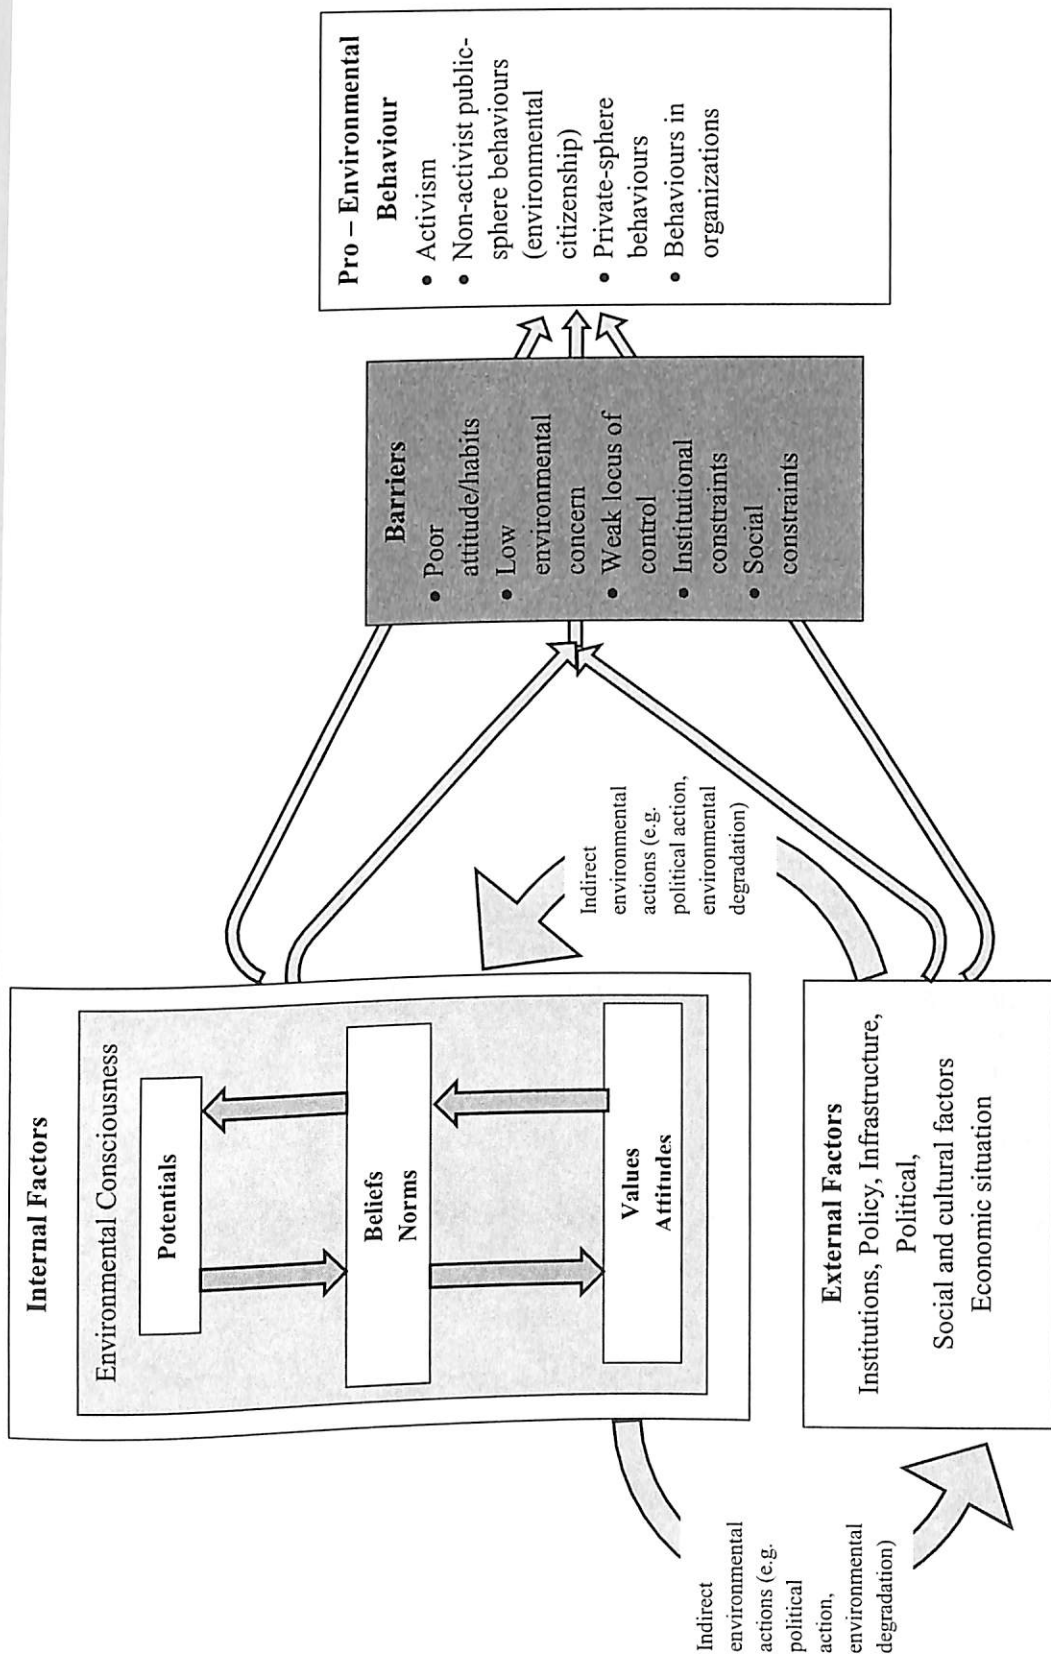 Internal Factors
Environmental Consciousness
Potentials
Beliefs
Norms
Values
Attitudes
Indirect
environmental
actions (e.g.
political
action,
environmental
degradation)
External Factors
Institutions, Policy, Infrastructure,
Political,
Social and cultural factors
Economic situation
Indirect
environmental
actions (e.g.
political action,
environmental
degradation)
Barriers
• Poor
attitude/habits
• Low
environmental
concern
• Weak locus of
control
• Institutional
constraints
• Social
constraints
Pro – Environmental
Behaviour
• Activism
• Non-activist public-
sphere behaviours
(environmental
citizenship)
• Private-sphere
behaviours
• Behaviours in
organizations